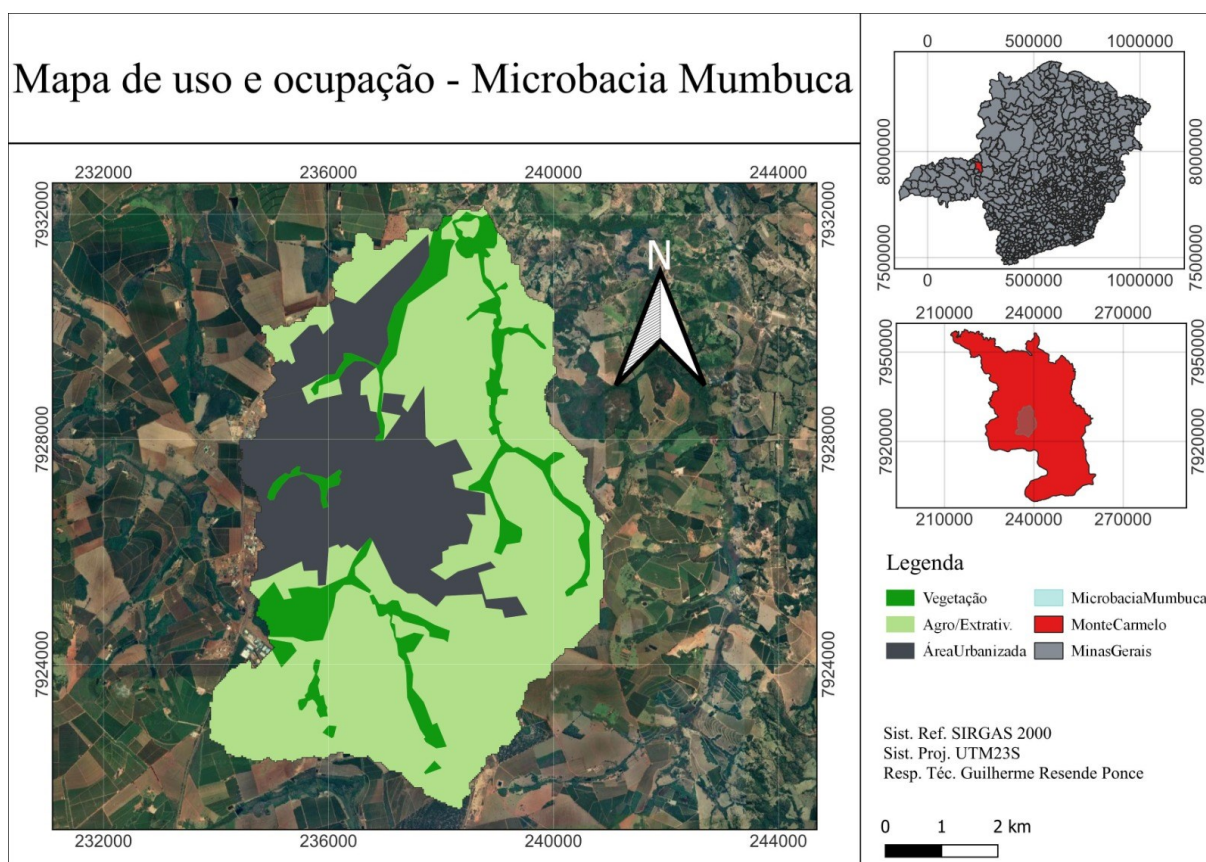 Mapa de uso e ocupação - Microbacia Mumbuca
232000 236000 240000 244000
7932000
7928000
7924000
N
7932000
7928000
7924000
232000 236000 240000 244000
0 500000 1000000
8000000
7500000
8000000
7500000
0 500000 1000000
210000 240000 270000
7950000
7920000
7950000
7920000
210000 240000 270000
Legenda
Vegetação
Agro/Extrativ.
ÁreaUrbanizada
MicrobaciaMumbuca
MonteCarmelo
MinasGerais
Sist. Ref. SIRGAS 2000
Sist. Proj. UTM23S
Resp. Téc. Guilherme Resende Ponce
0 1 2 km